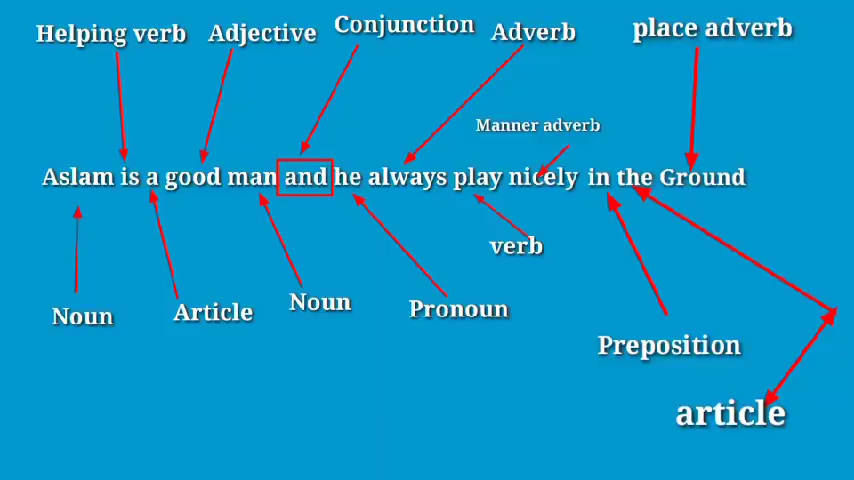 Helping verb Adjective Conjunction Adverb place adverb
Manner adverb
Aslam is a good man and he always play nicely in the Ground
verb
Noun Article Noun Pronoun
Preposition
article